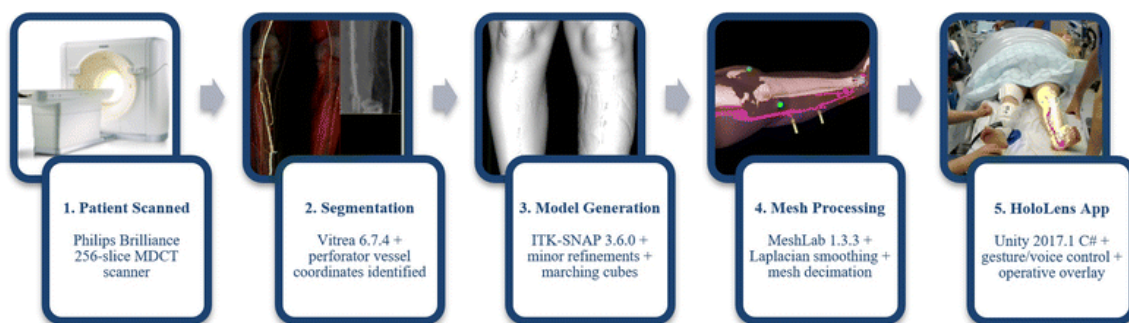 1. Patient Scanned
Philips Brilliance
256-slice MDCT
scanner
2. Segmentation
Vitrea 6.7.4 +
perforator vessel
coordinates identified
3. Model Generation
ITK-SNAP 3.6.0 +
minor refinements +
marching cubes
4. Mesh Processing
MeshLab 1.3.3 +
Laplacian smoothing +
mesh decimation
5. HoloLens App
Unity 2017.1 C# +
gesture/voice control +
operative overlay